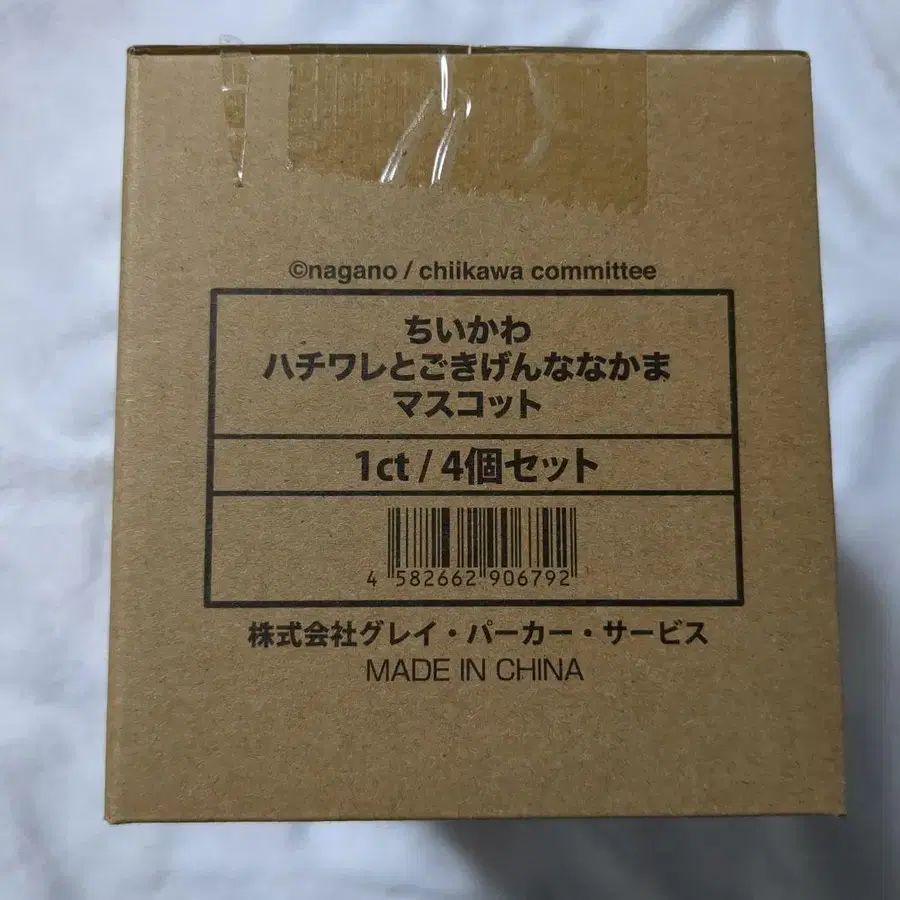 ©nagano / chiikawa committee
ちいかわ
ハチワレとごきげんななかま
マスコット
1ct / 4個セット
4 582662 906792
株式会社グレイ・パーカー・サービス
MADE IN CHINA